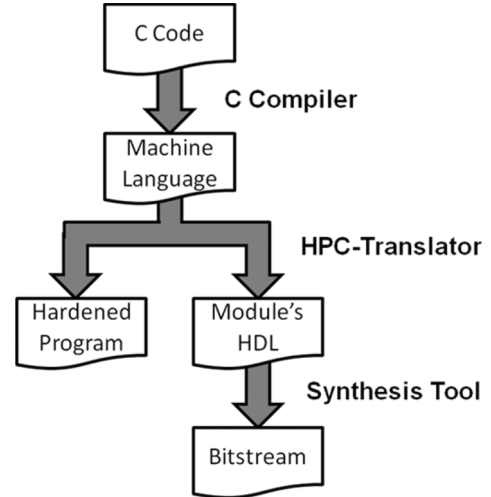 C Code
C Compiler
Machine
Language
HPC-Translator
Hardened
Program
Module's
HDL
Synthesis Tool
Bitstream